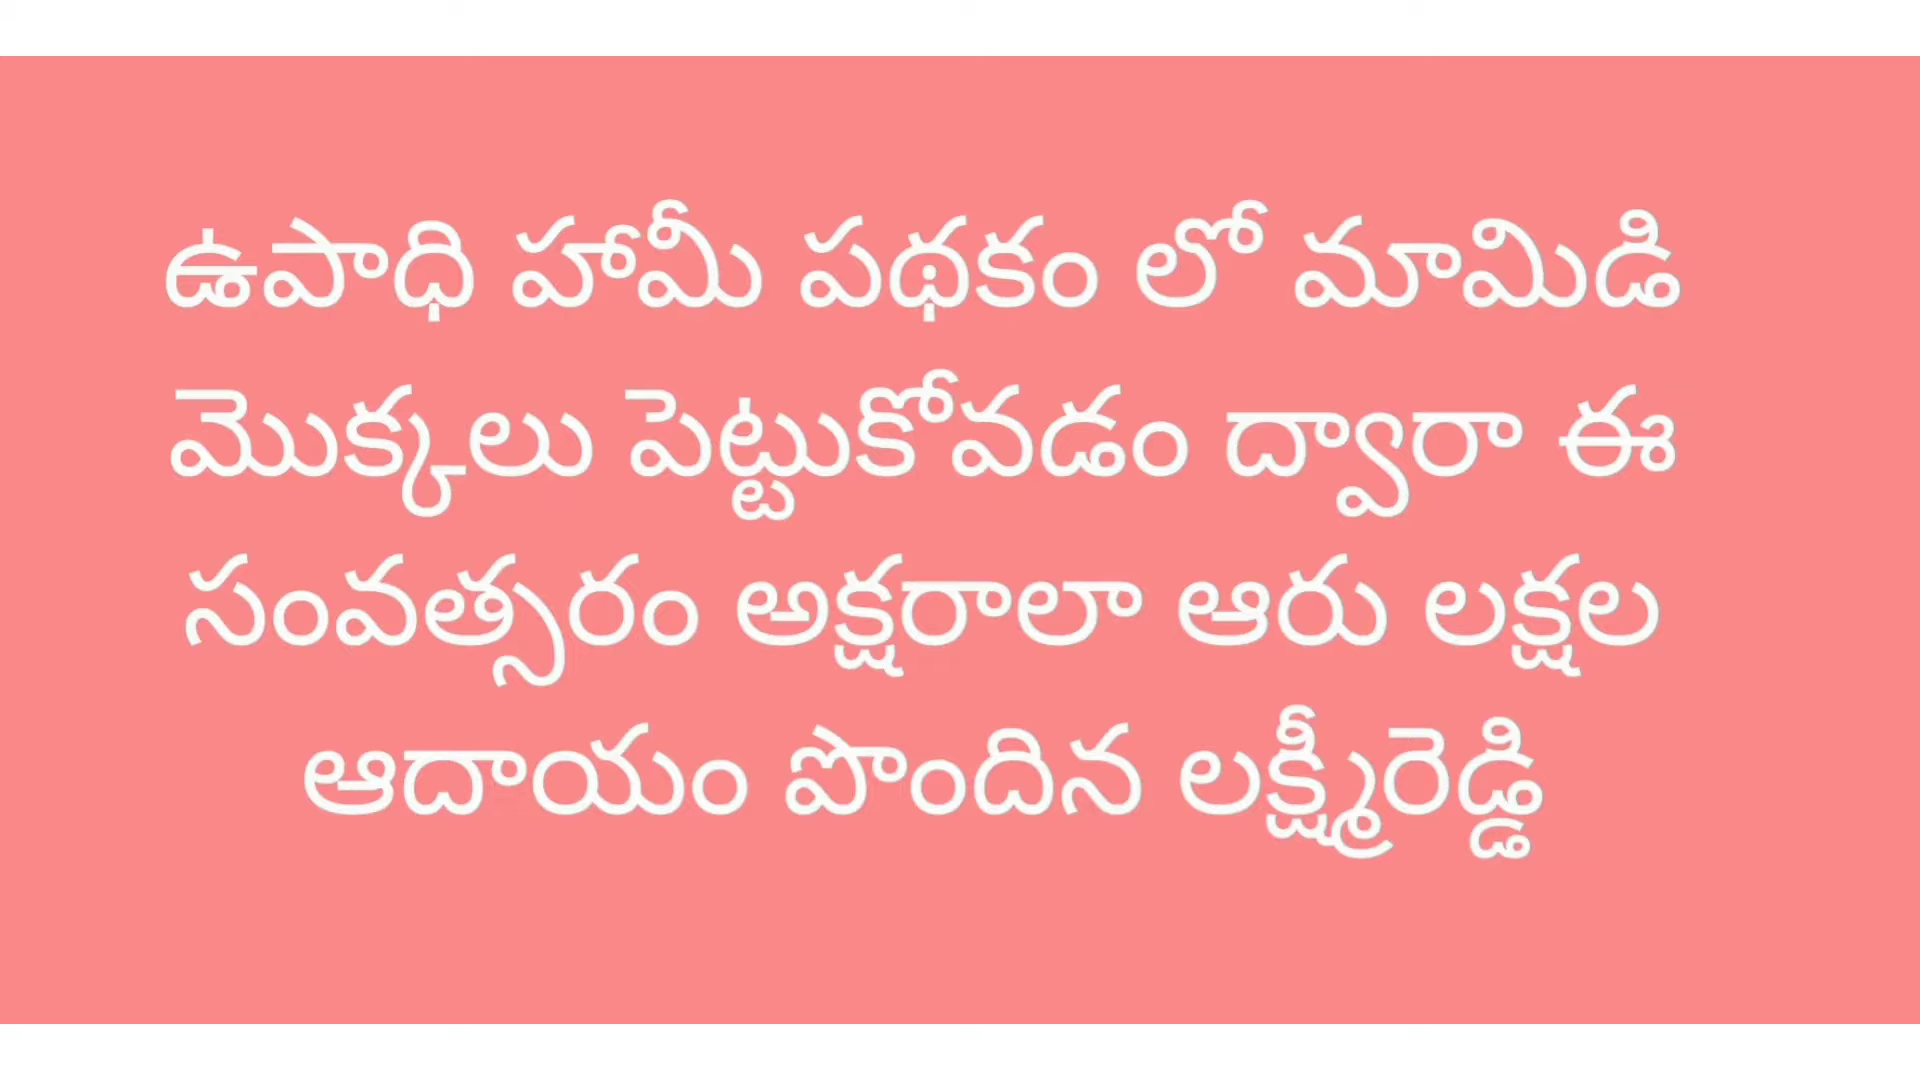 ఉపాధి హామీ పథకం లో మామిడి
మొక్కలు పెట్టుకోవడం ద్వారా ఈ
సంవత్సరం అక్షరాలా ఆరు లక్షల
ఆదాయం పొందిన లక్ష్మీరెడ్డి